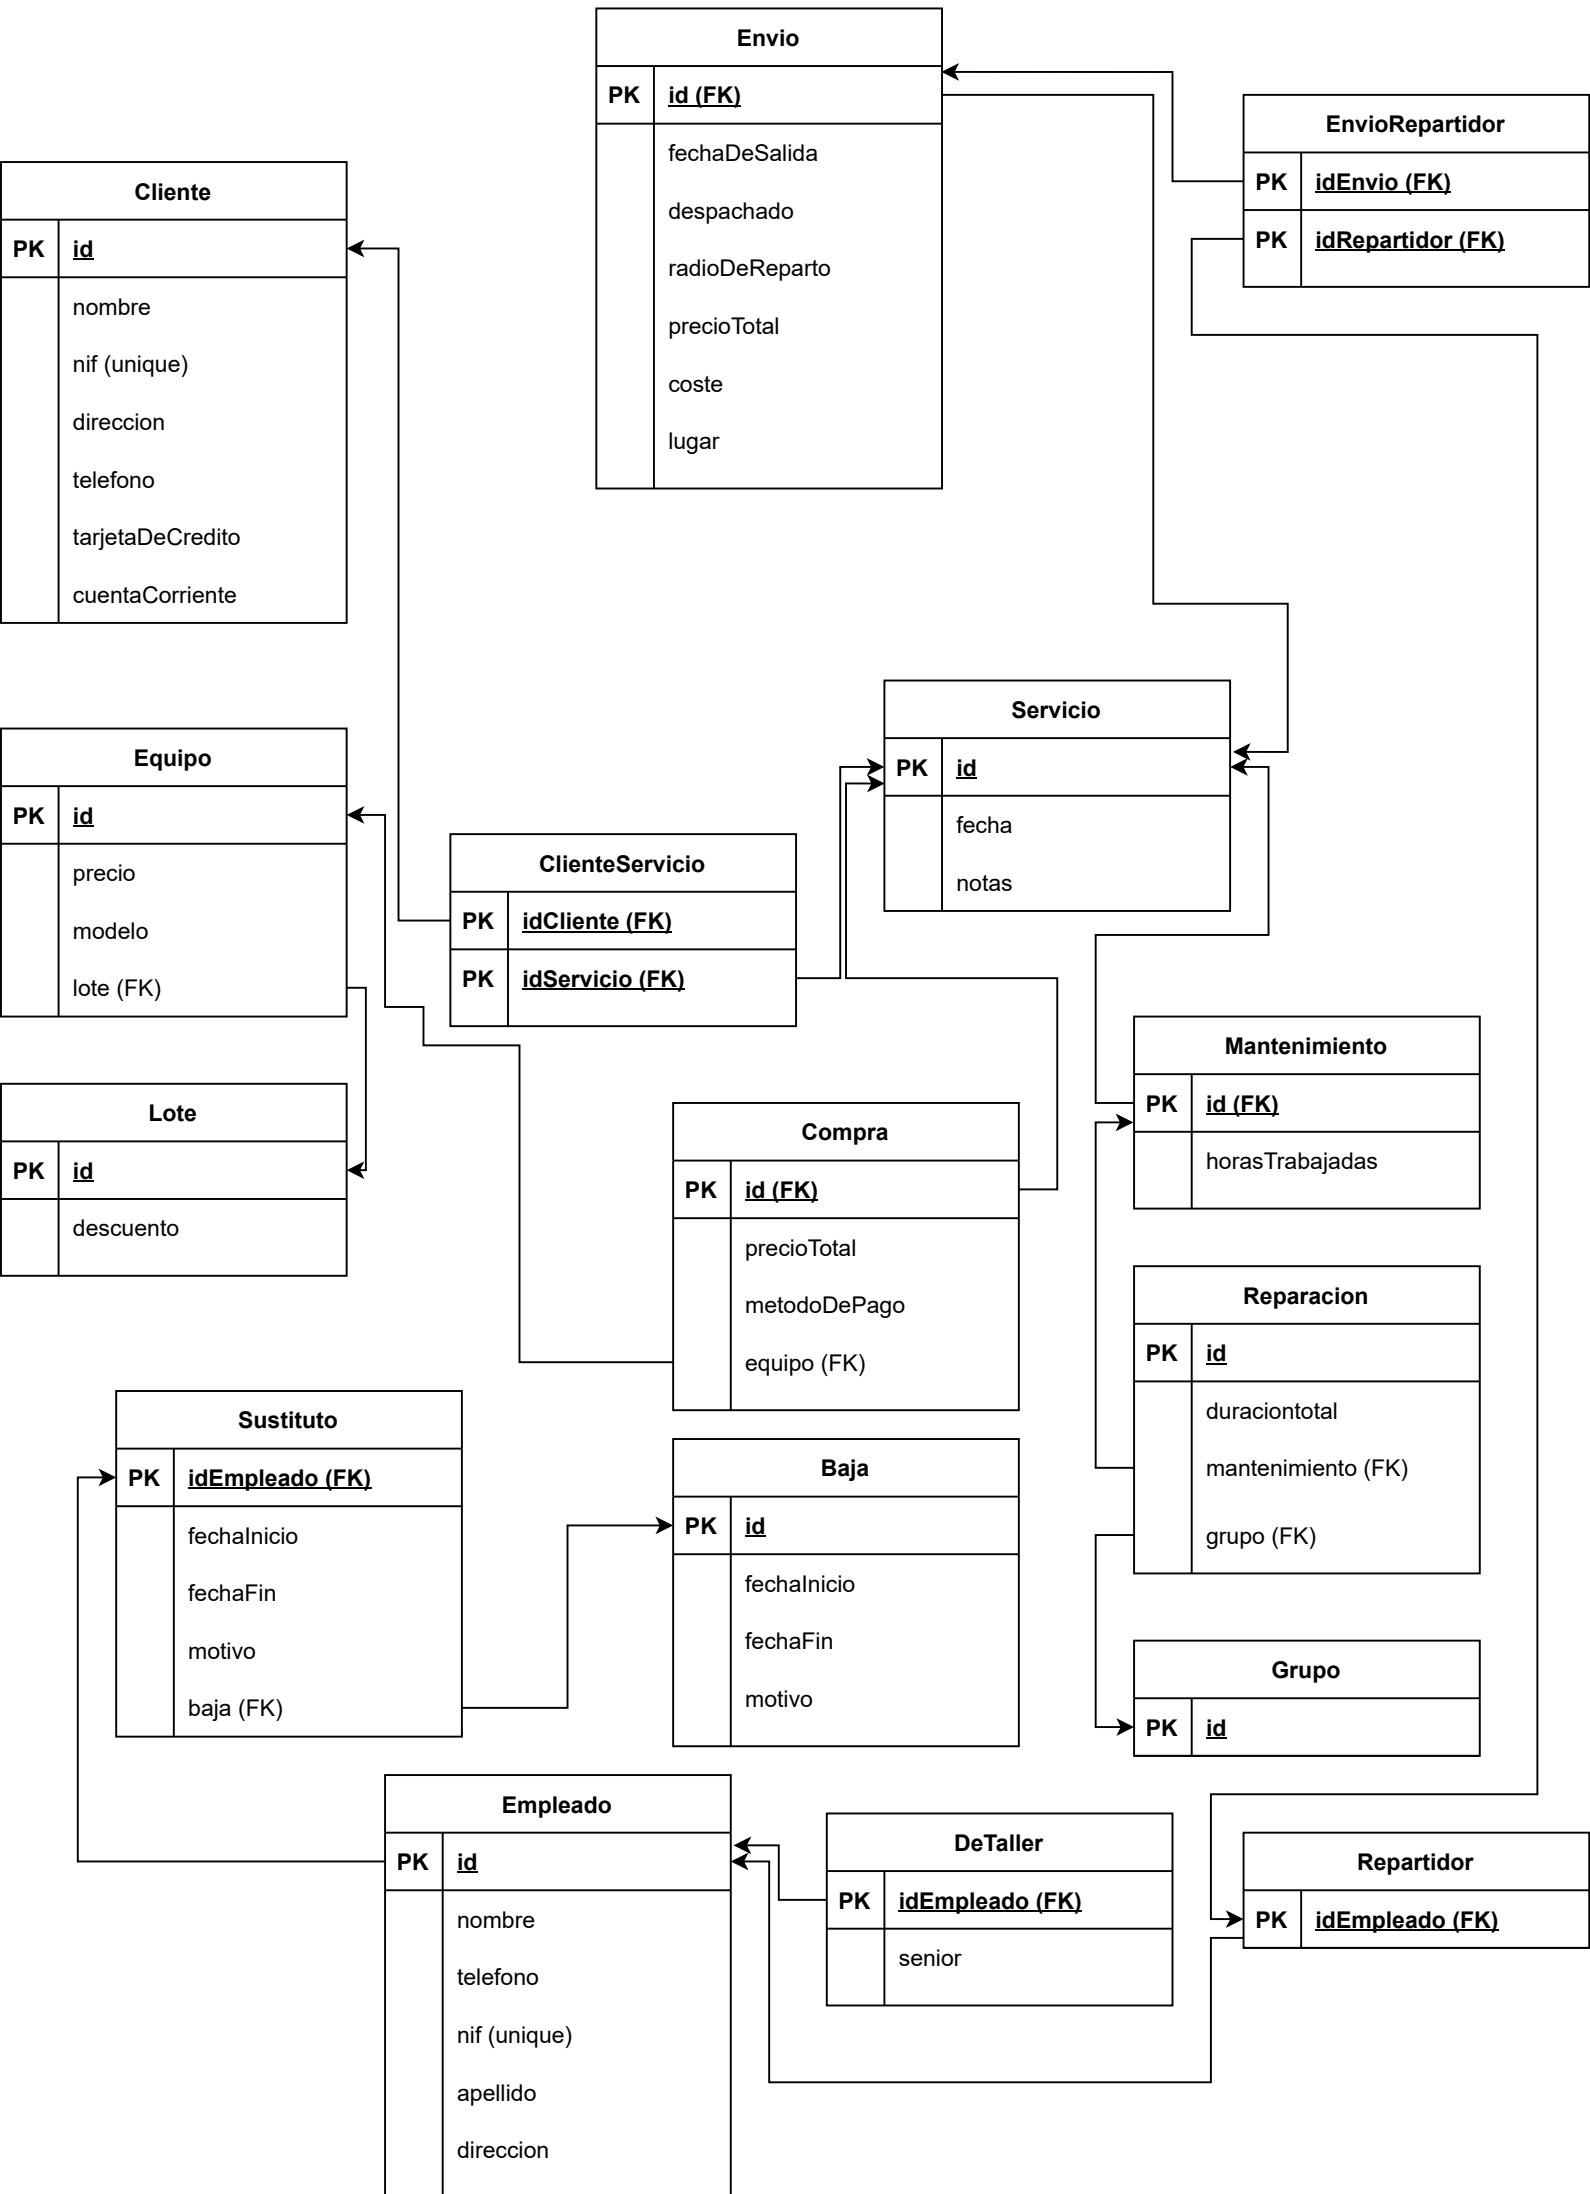 Envio
PK id (FK)
fechaDeSalida
despachado
radioDeReparto
precioTotal
coste
lugar
EnvioRepartidor
PK idEnvio (FK)
PK idRepartidor (FK)
Cliente
PK id
nombre
nif (unique)
direccion
telefono
tarjetaDeCredito
cuentaCorriente
Servicio
PK id
fecha
notas
Equipo
PK id
precio
modelo
lote (FK)
ClienteServicio
PK idCliente (FK)
PK idServicio (FK)
Mantenimiento
PK id (FK)
horasTrabajadas
Lote
PK id
descuento
Compra
PK id (FK)
precioTotal
metodoDePago
equipo (FK)
Reparacion
PK id
duraciontotal
mantenimiento (FK)
grupo (FK)
Sustituto
PK idEmpleado (FK)
fechaInicio
fechaFin
motivo
baja (FK)
Baja
PK id
fechaInicio
fechaFin
motivo
Grupo
PK id
Empleado
PK id
nombre
telefono
nif (unique)
apellido
direccion
DeTaller
PK idEmpleado (FK)
senior
Repartidor
PK idEmpleado (FK)